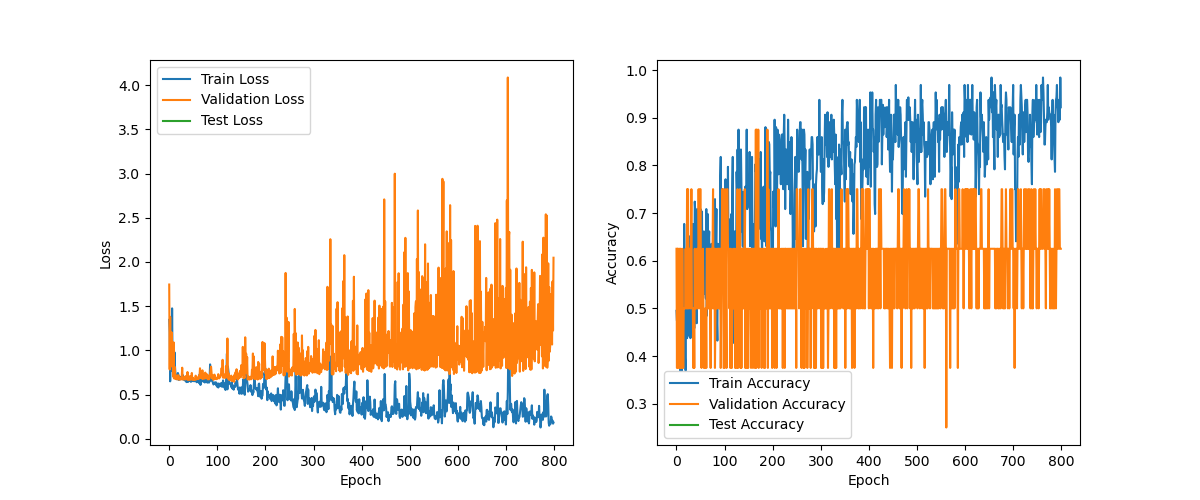 Train Loss
Validation Loss
Test Loss
4.0
3.5
3.0
2.5
2.0
1.5
1.0
0.5
0.0
Loss
0 100 200 300 400 500 600 700 800
Epoch
1.0
0.9
0.8
0.7
0.6
0.5
0.4
0.3
Accuracy
Train Accuracy
Validation Accuracy
Test Accuracy
0 100 200 300 400 500 600 700 800
Epoch